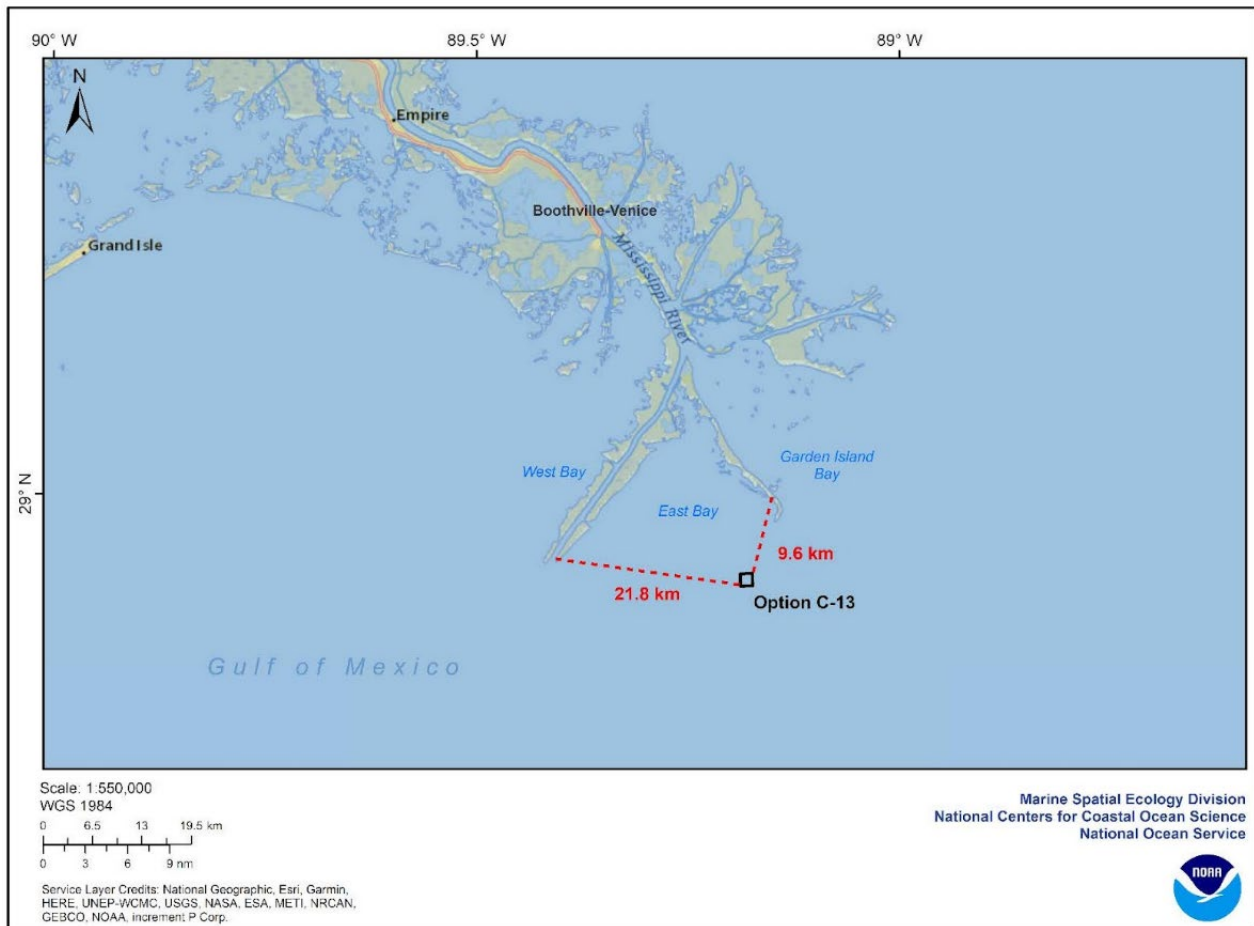 90° W
89.5° W
89° W
N
Empire
Boothville-Venice
Grand Isle
Mississippi River
Garden Island
Bay
West Bay
29° N
East Bay
9.6 km
21.8 km
Option C-13
Gulf of Mexico
Scale: 1:550,000
WGS 1984
0 6.5 13 19.5 km
0 3 6 9 nm
Marine Spatial Ecology Division
National Centers for Coastal Ocean Science
National Ocean Service
NOAA
Service Layer Credits: National Geographic, Esri, Garmin,
HERE, UNEP-WCMC, USGS, NASA, ESA, METI, NRCAN,
GEBCO, NOAA, increment P Corp.